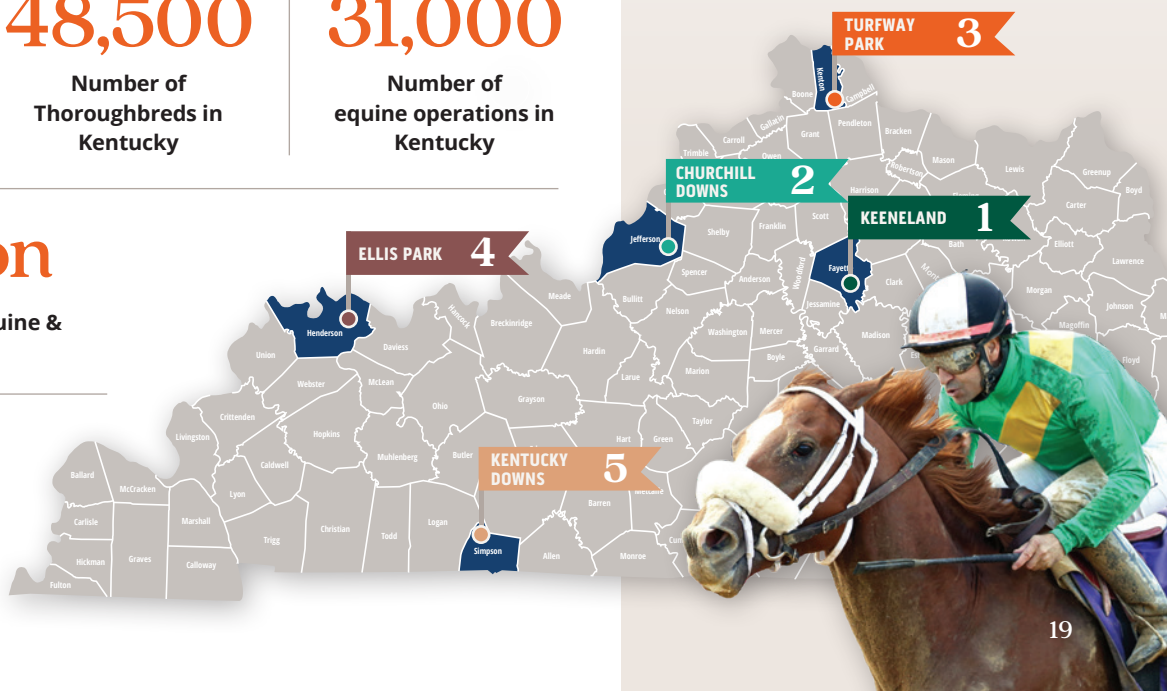 48,500
Number of
Thoroughbreds in
Kentucky
31,000
Number of
equine operations in
Kentucky
on
uine &
TURFWAY
PARK
3
CHURCHILL
DOWNS
2
KEENELAND
1
ELLIS PARK
4
KENTUCKY
DOWNS
5
Kenton
Boone
Campbell
Gallatin
Grant
Pendleton
Bracken
Carroll
Trimble
Owen
Robertson
Mason
Lewis
Greenup
Boyd
Harrison
Carter
Scott
Franklin
Shelby
Jefferson
Bath
Elliott
Lawrence
Fayett
Woodford
Clark
Mont
Morgan
Johnson
M
Spencer
Anderson
Jessamine
Bullitt
Nelson
Meade
Hancock
Breckinridge
Henderson
Daviess
Union
Webster
McLean
Ohio
Grayson
Hardin
Larue
Washington
Mercer
Boyle
Garrard
Madison
Est
Magoffin
Floyd
Marion
Taylor
Green
Hart
Crittenden
Livingston
Hopkins
Muhlenberg
Butler
Caldwell
Lyon
Ballard
McCracken
Carlisle
Marshall
Hickman
Graves
Calloway
Fulton
Trigg
Christian
Todd
Logan
Simpson
Allen
Barren
Metcalfe
Monroe
Cum
19